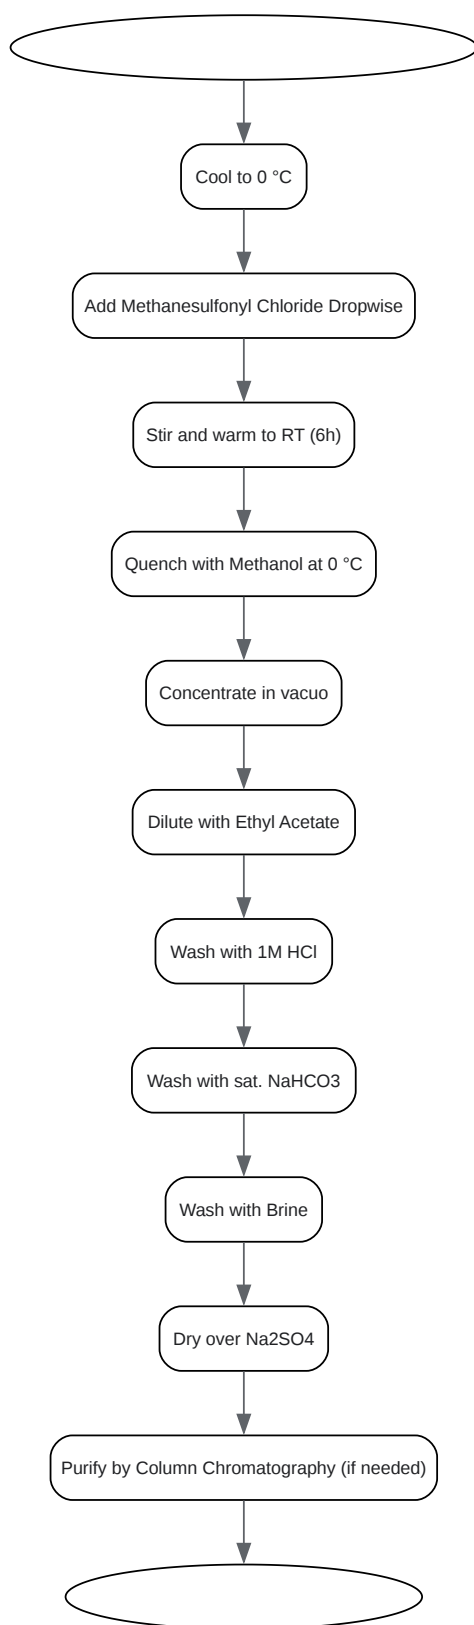 Cool to 0 °C
Add Methanesulfonyl Chloride Dropwise
Stir and warm to RT (6h)
Quench with Methanol at 0 °C
Concentrate in vacuo
Dilute with Ethyl Acetate
Wash with 1M HCl
Wash with sat. NaHCO3
Wash with Brine
Dry over Na2SO4
Purify by Column Chromatography (if needed)